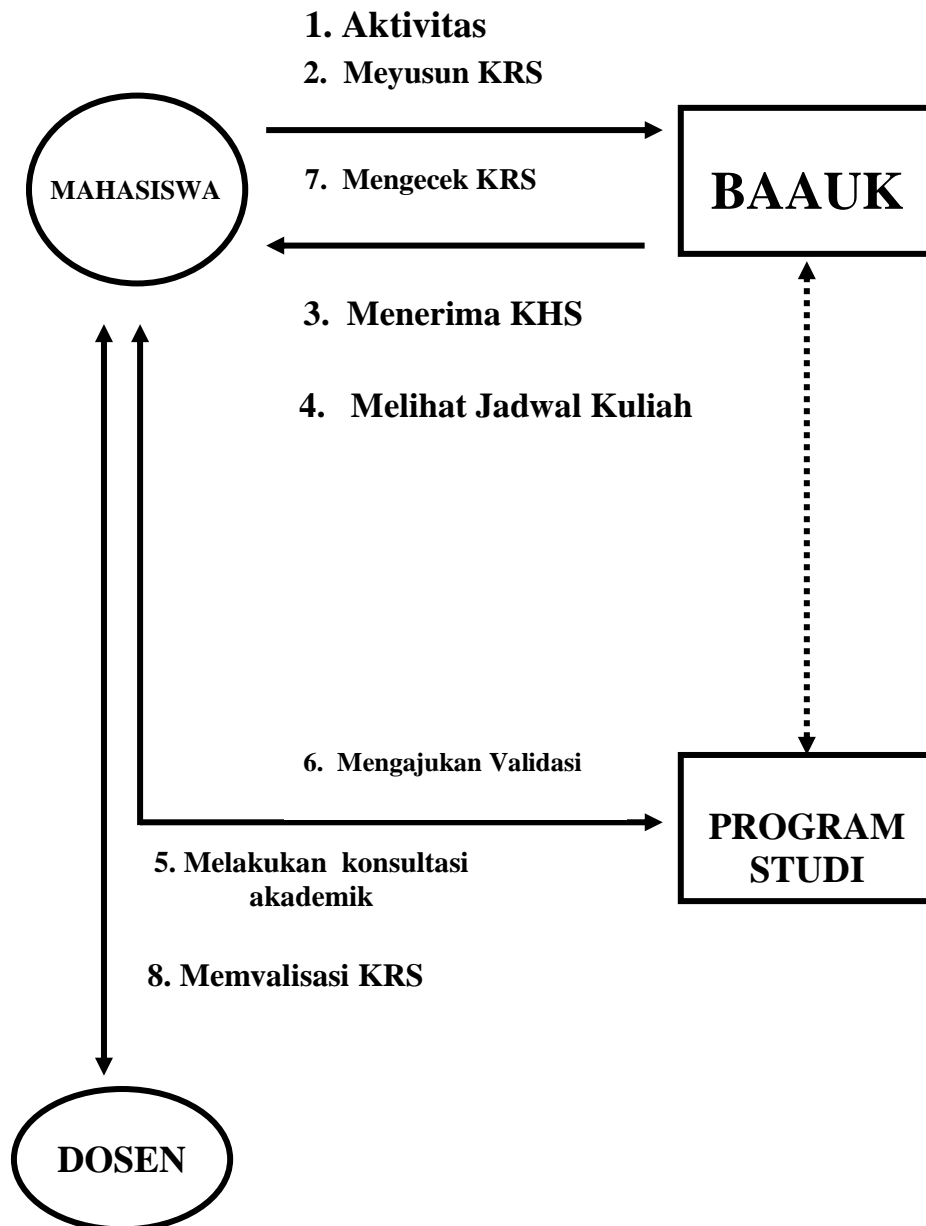 1. Aktivitas
2. Meyusun KRS
MAHASISWA
7. Mengecek KRS
BAAUK
3. Menerima KHS
4. Melihat Jadwal Kuliah
6. Mengajukan Validasi
PROGRAM
STUDI
5. Melakukan konsultasi
akademik
8. Memvalisasi KRS
DOSEN